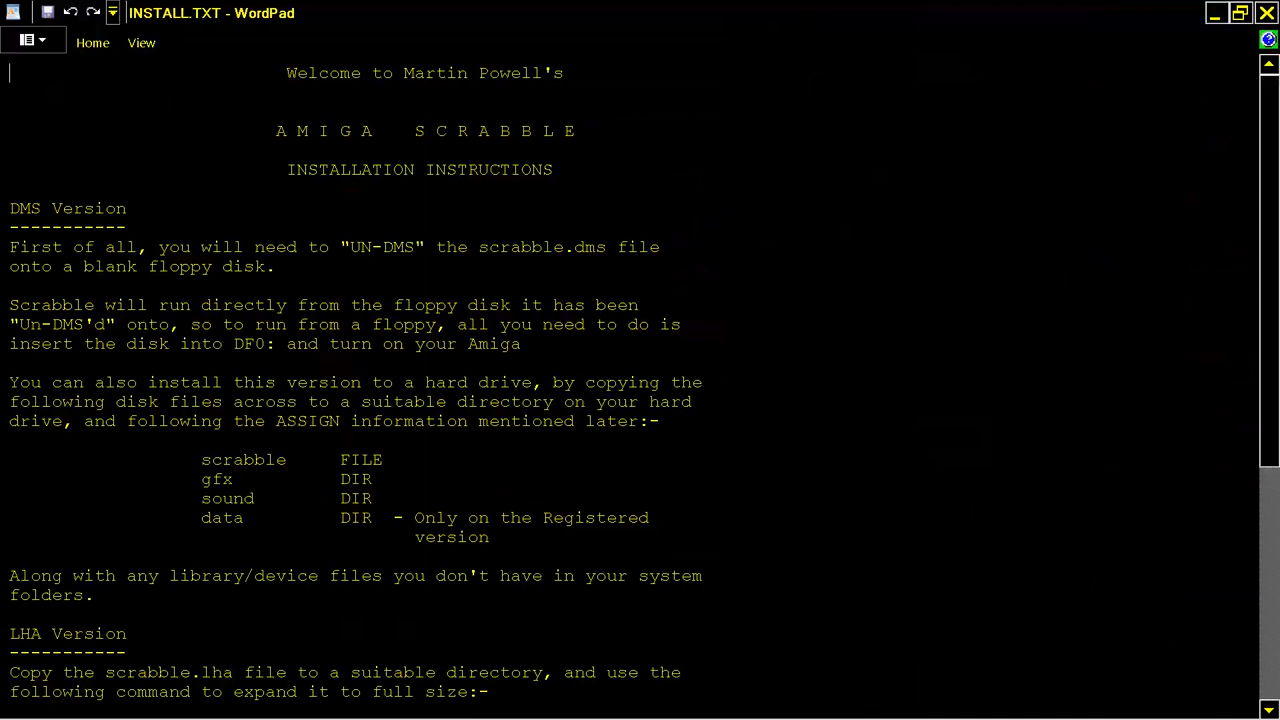 INSTALL.TXT - WordPad
Home View
Welcome to Martin Powell's
A M I G A   S C R A B B L E
INSTALLATION INSTRUCTIONS
DMS Version
-----------
First of all, you will need to "UN-DMS" the scrabble.dms file
onto a blank floppy disk.
Scrabble will run directly from the floppy disk it has been
"Un-DMS'd" onto, so to run from a floppy, all you need to do is
insert the disk into DF0: and turn on your Amiga
You can also install this version to a hard drive, by copying the
following disk files across to a suitable directory on your hard
drive, and following the ASSIGN information mentioned later:-
scrabble FILE
gfx DIR
sound DIR
data DIR - Only on the Registered
version
Along with any library/device files you don't have in your system
folders.
LHA Version
-----------
Copy the scrabble.lha file to a suitable directory, and use the
following command to expand it to full size:-